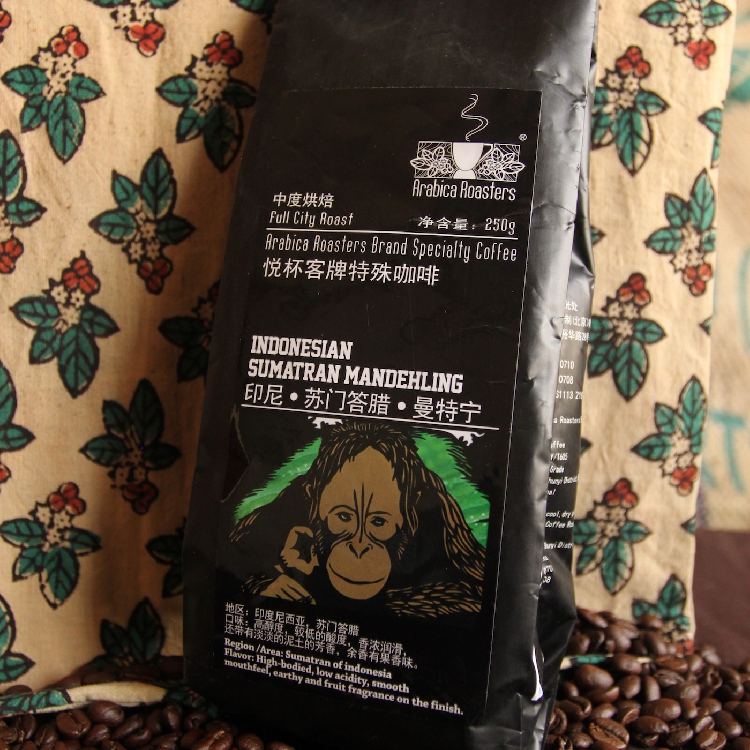 ®
Arabica Roasters
中度烘焙
Full City Roast
净含量：250g
Arabica Roasters Brand Specialty Coffee
悦杯客牌特殊咖啡
INDONESIAN
SUMATRAN MANDEHLING
印尼•苏门答腊•曼特宁
地区：印度尼西亚，苏门答腊
口味：高醇度，较低的酸度，香浓润滑，
还带有淡淡的泥土的芳香，余香有果香味。
Region /Area: Sumatran of indonesia
Flavor: High-bodied, low acidity, smooth
mouthfeel, earthy and fruit fragrance on the finish.
0710
0708
Grade